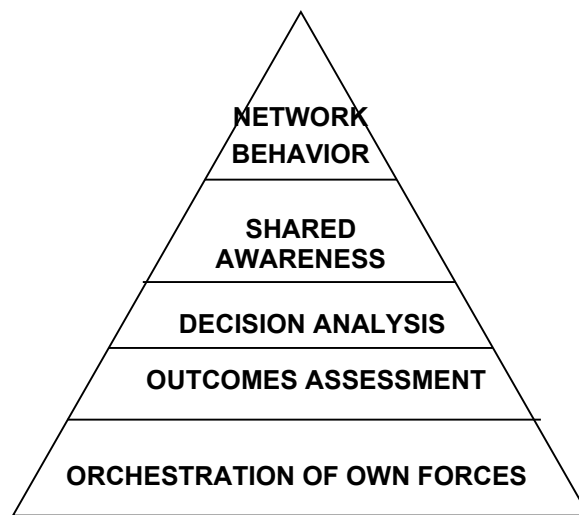 NETWORK
BEHAVIOR
SHARED
AWARENESS
DECISION ANALYSIS
OUTCOMES ASSESSMENT
ORCHESTRATION OF OWN FORCES